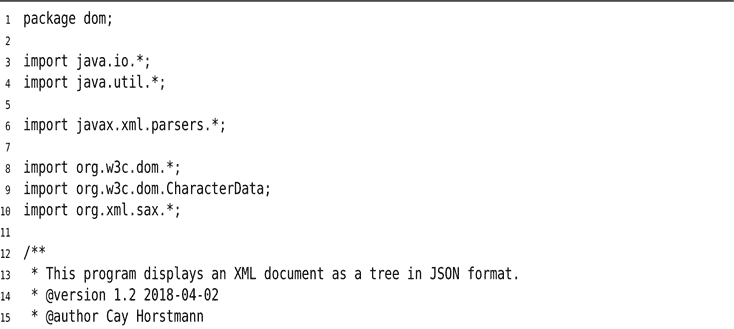 1 package dom;
2
3 import java.io.*;
4 import java.util.*;
5
6 import javax.xml.parsers.*;
7
8 import org.w3c.dom.*;
9 import org.w3c.dom.CharacterData;
10 import org.xml.sax.*;
11
12 /**
13  * This program displays an XML document as a tree in JSON format.
14  * @version 1.2 2018-04-02
15  * @author Cay Horstmann